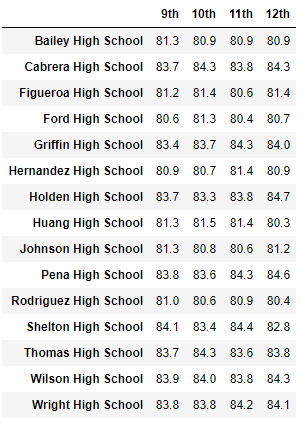 9th 10th 11th 12th
Bailey High School 81.3 80.9 80.9 80.9
Cabrera High School 83.7 84.3 83.8 84.3
Figueroa High School 81.2 81.4 80.6 81.4
Ford High School 80.6 81.3 80.4 80.7
Griffin High School 83.4 83.7 84.3 84.0
Hernandez High School 80.9 80.7 81.4 80.9
Holden High School 83.7 83.3 83.8 84.7
Huang High School 81.3 81.5 81.4 80.3
Johnson High School 81.3 80.8 80.6 81.2
Pena High School 83.8 83.6 84.3 84.6
Rodriguez High School 81.0 80.6 80.9 80.4
Shelton High School 84.1 83.4 84.4 82.8
Thomas High School 83.7 84.3 83.6 83.8
Wilson High School 83.9 84.0 83.8 84.3
Wright High School 83.8 83.8 84.2 84.1